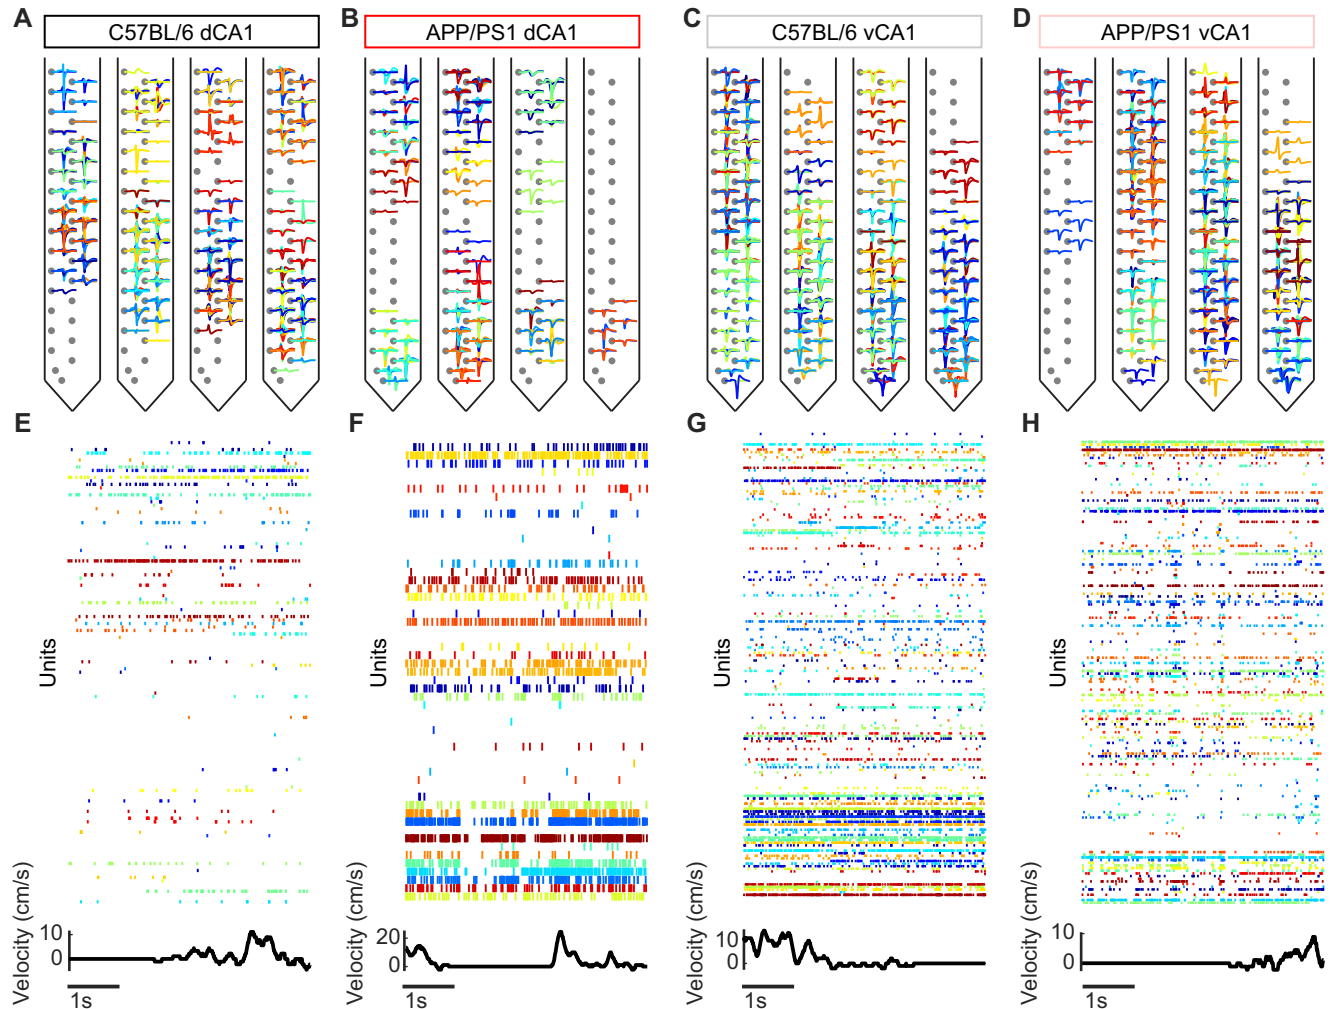 A
C57BL/6 dCA1
B
APP/PS1 dCA1
C
C57BL/6 vCA1
D
APP/PS1 vCA1
E
Units
Velocity (cm/s)
10
0
1s
F
Units
Velocity (cm/s)
20
0
1s
G
Units
Velocity (cm/s)
10
0
1s
H
Units
Velocity (cm/s)
10
0
1s